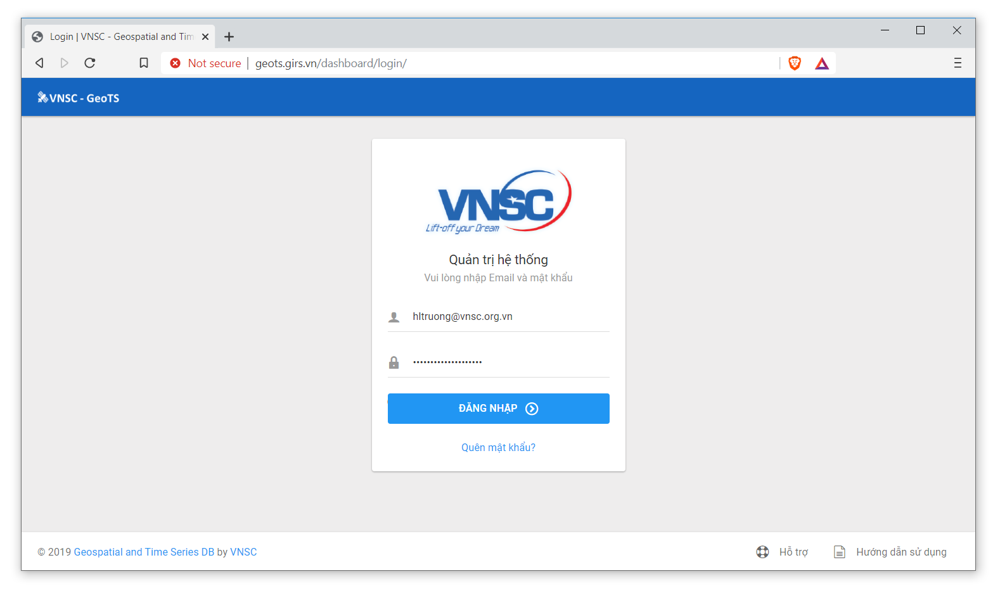 Login | VNSC - Geospatial and Tim
Not secure | geots.girs.vn/dashboard/login/
VNSC - GeoTS
VNSC
Lift-off your Dream
Quản trị hệ thống
Vui lòng nhập Email và mật khẩu
hltruong@vnsc.org.vn
••••••••••••••••••••
ĐĂNG NHẬP
Quên mật khẩu?
© 2019 Geospatial and Time Series DB by VNSC
Hỗ trợ
Hướng dẫn sử dụng